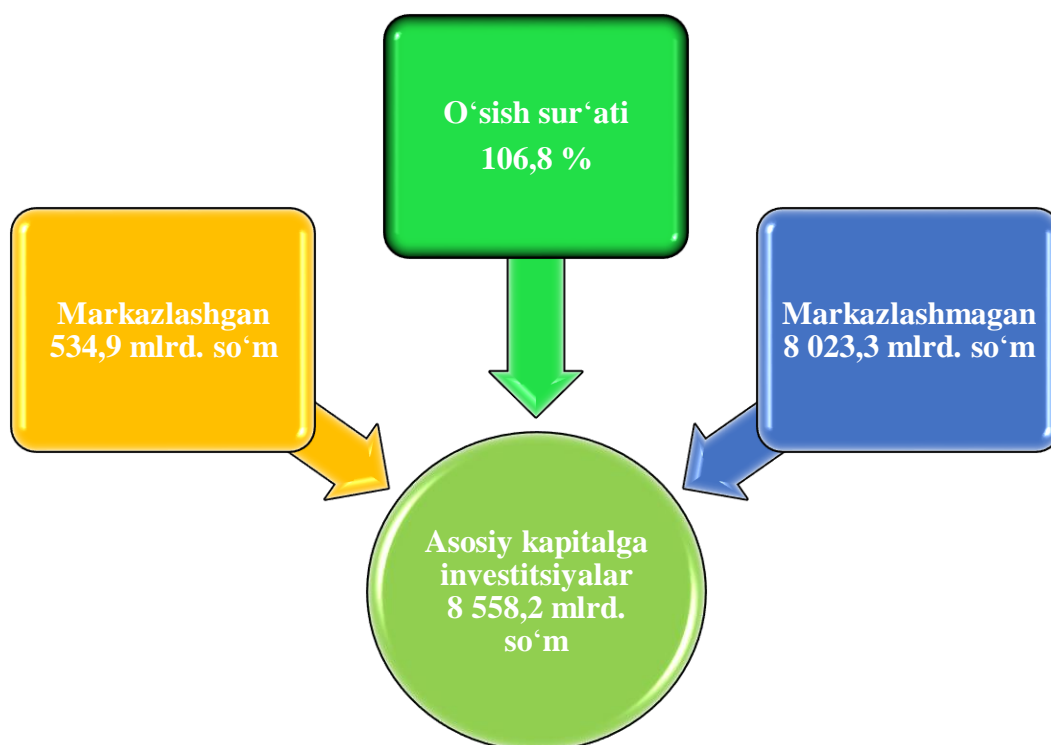 O‘sish sur‘ati
106,8 %
Markazlashgan
534,9 mlrd. so‘m
Markazlashmagan
8 023,3 mlrd. so‘m
Asosiy kapitalga
investitsiyalar
8 558,2 mlrd.
so‘m